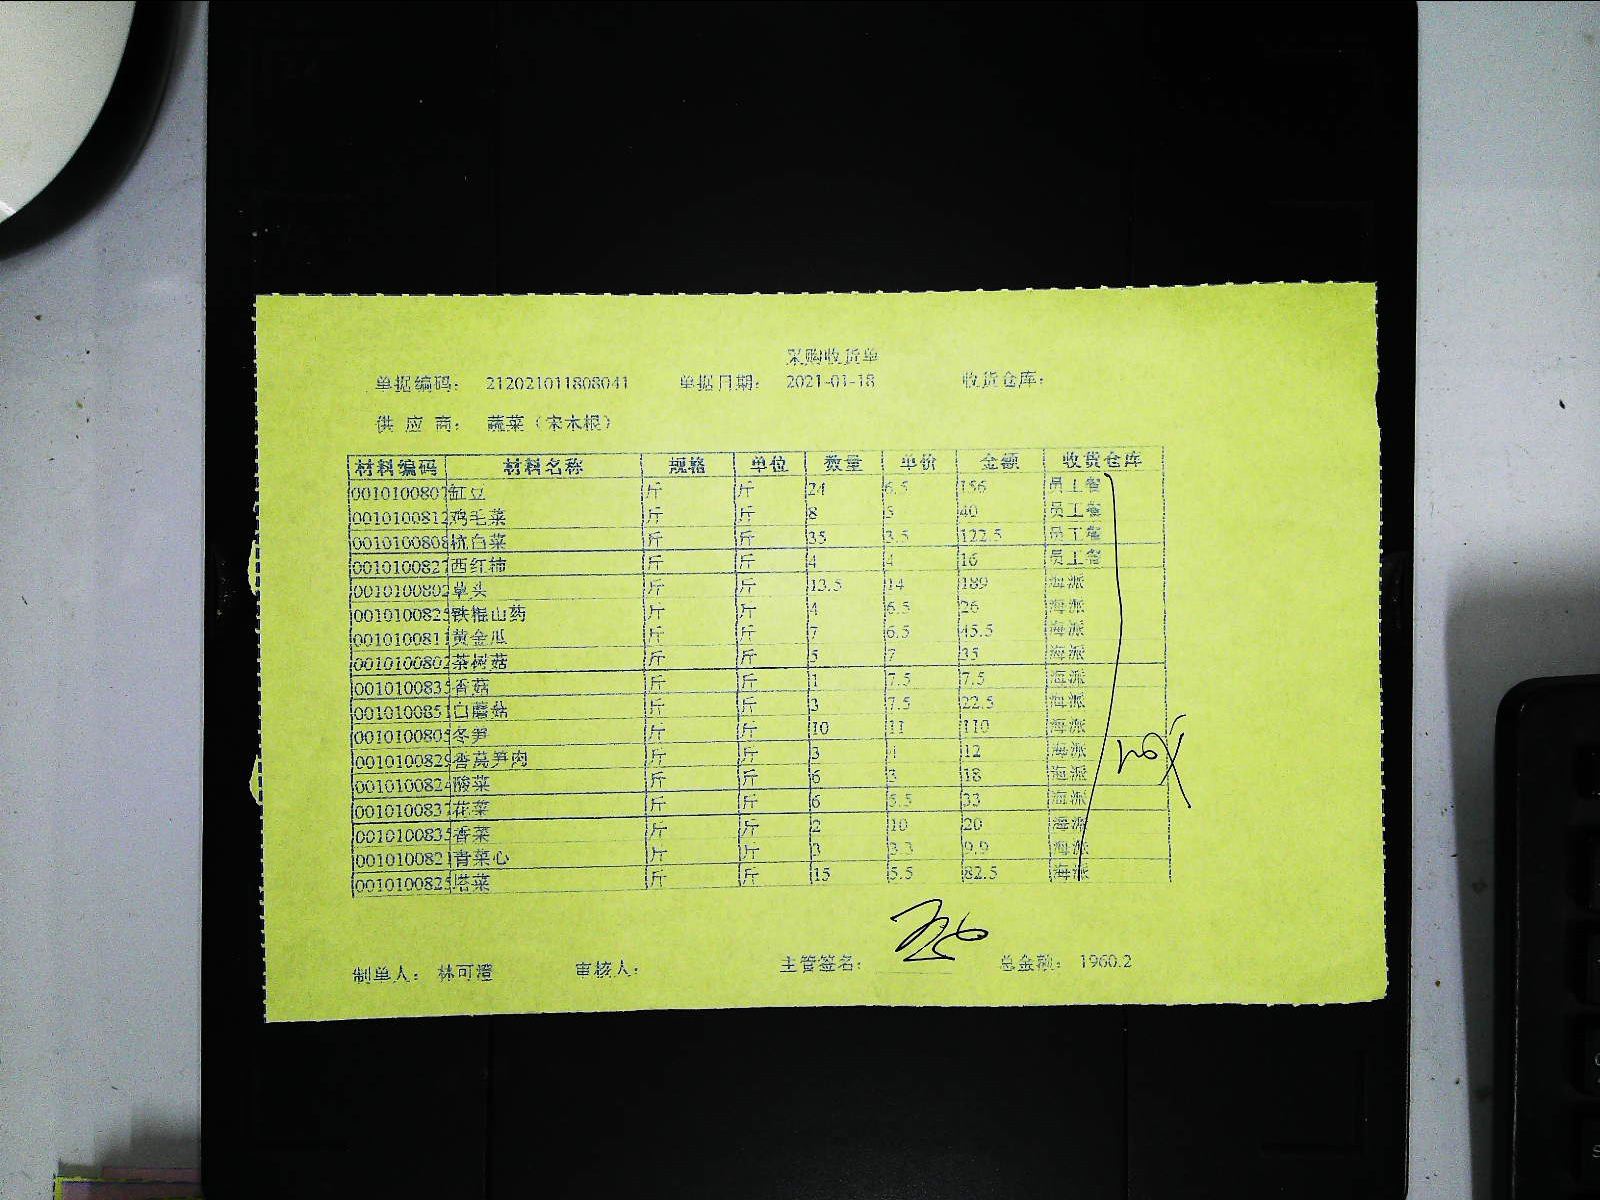 采购收货单
单据编码： 212021011808041 单据日期： 2021-01-18 收货仓库：
供 应 商： 蔬菜（宋木根）
材料编码 材料名称 规格 单位 数量 单价 金额 收货仓库
0010100807 缸豆 斤 斤 24 6.5 156 员工餐
0010100812 鸡毛菜 斤 斤 8 5 40 员工餐
0010100808 杭白菜 斤 斤 35 3.5 122.5 员工餐
0010100827 西红柿 斤 斤 4 4 16 员工餐
0010100802 草头 斤 斤 13.5 14 189 海派
0010100825 铁棍山药 斤 斤 4 6.5 26 海派
0010100811 黄金瓜 斤 斤 7 6.5 45.5 海派
0010100802 茶树菇 斤 斤 5 7 35 海派
0010100835 香菇 斤 斤 1 7.5 7.5 海派
0010100851 白蘑菇 斤 斤 3 7.5 22.5 海派
0010100805 冬笋 斤 斤 10 11 110 海派
0010100829 香莴笋肉 斤 斤 3 4 12 海派
0010100824 酸菜 斤 斤 6 3 18 海派
0010100837 花菜 斤 斤 6 5.5 33 海派
0010100835 香菜 斤 斤 2 10 20 海派
0010100821 青菜心 斤 斤 3 3.3 9.9 海派
0010100825 塔菜 斤 斤 15 5.5 82.5 海派
制单人： 林可澄 审核人： 主管签名： 总金额： 1960.2